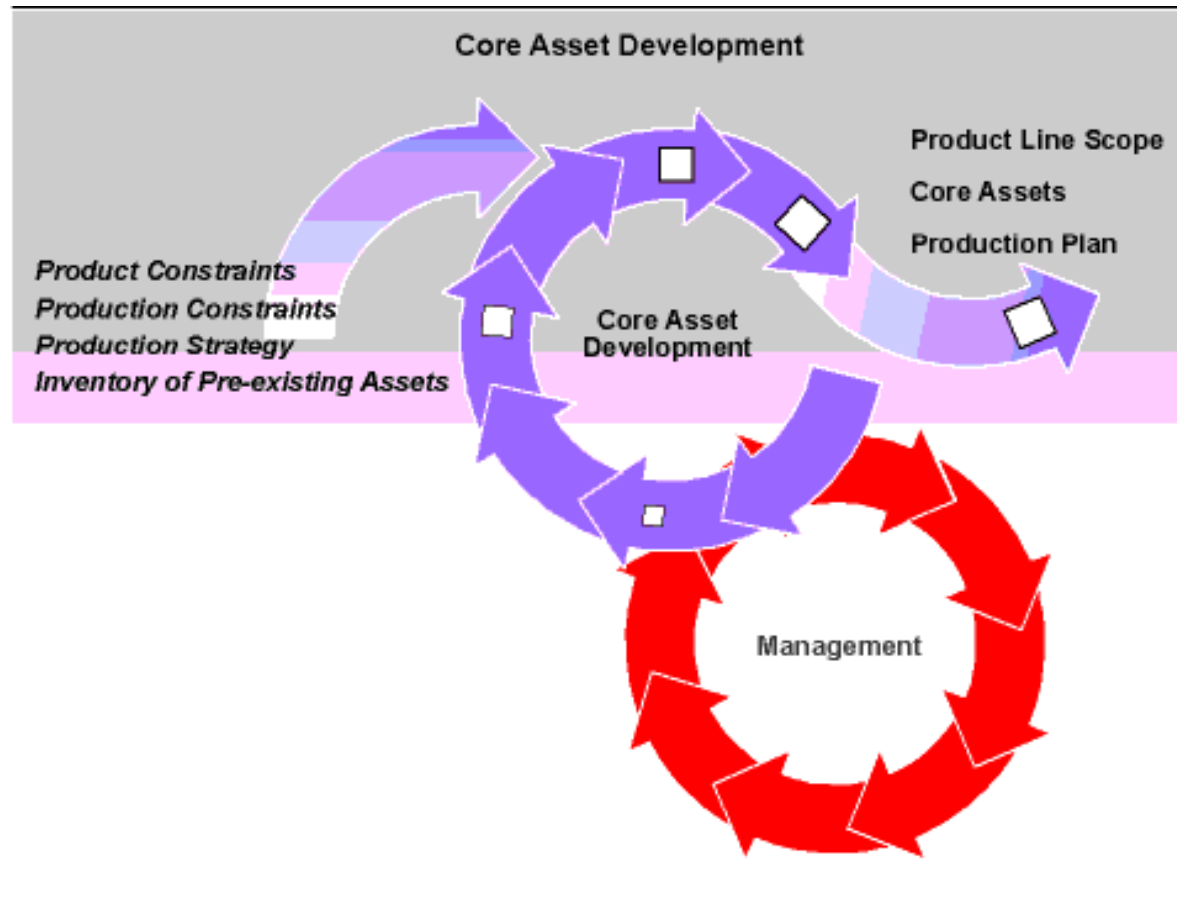 Core Asset Development
Product Line Scope
Core Assets
Production Plan
Product Constraints
Production Constraints
Production Strategy
Inventory of Pre-existing Assets
Core Asset
Development
Management